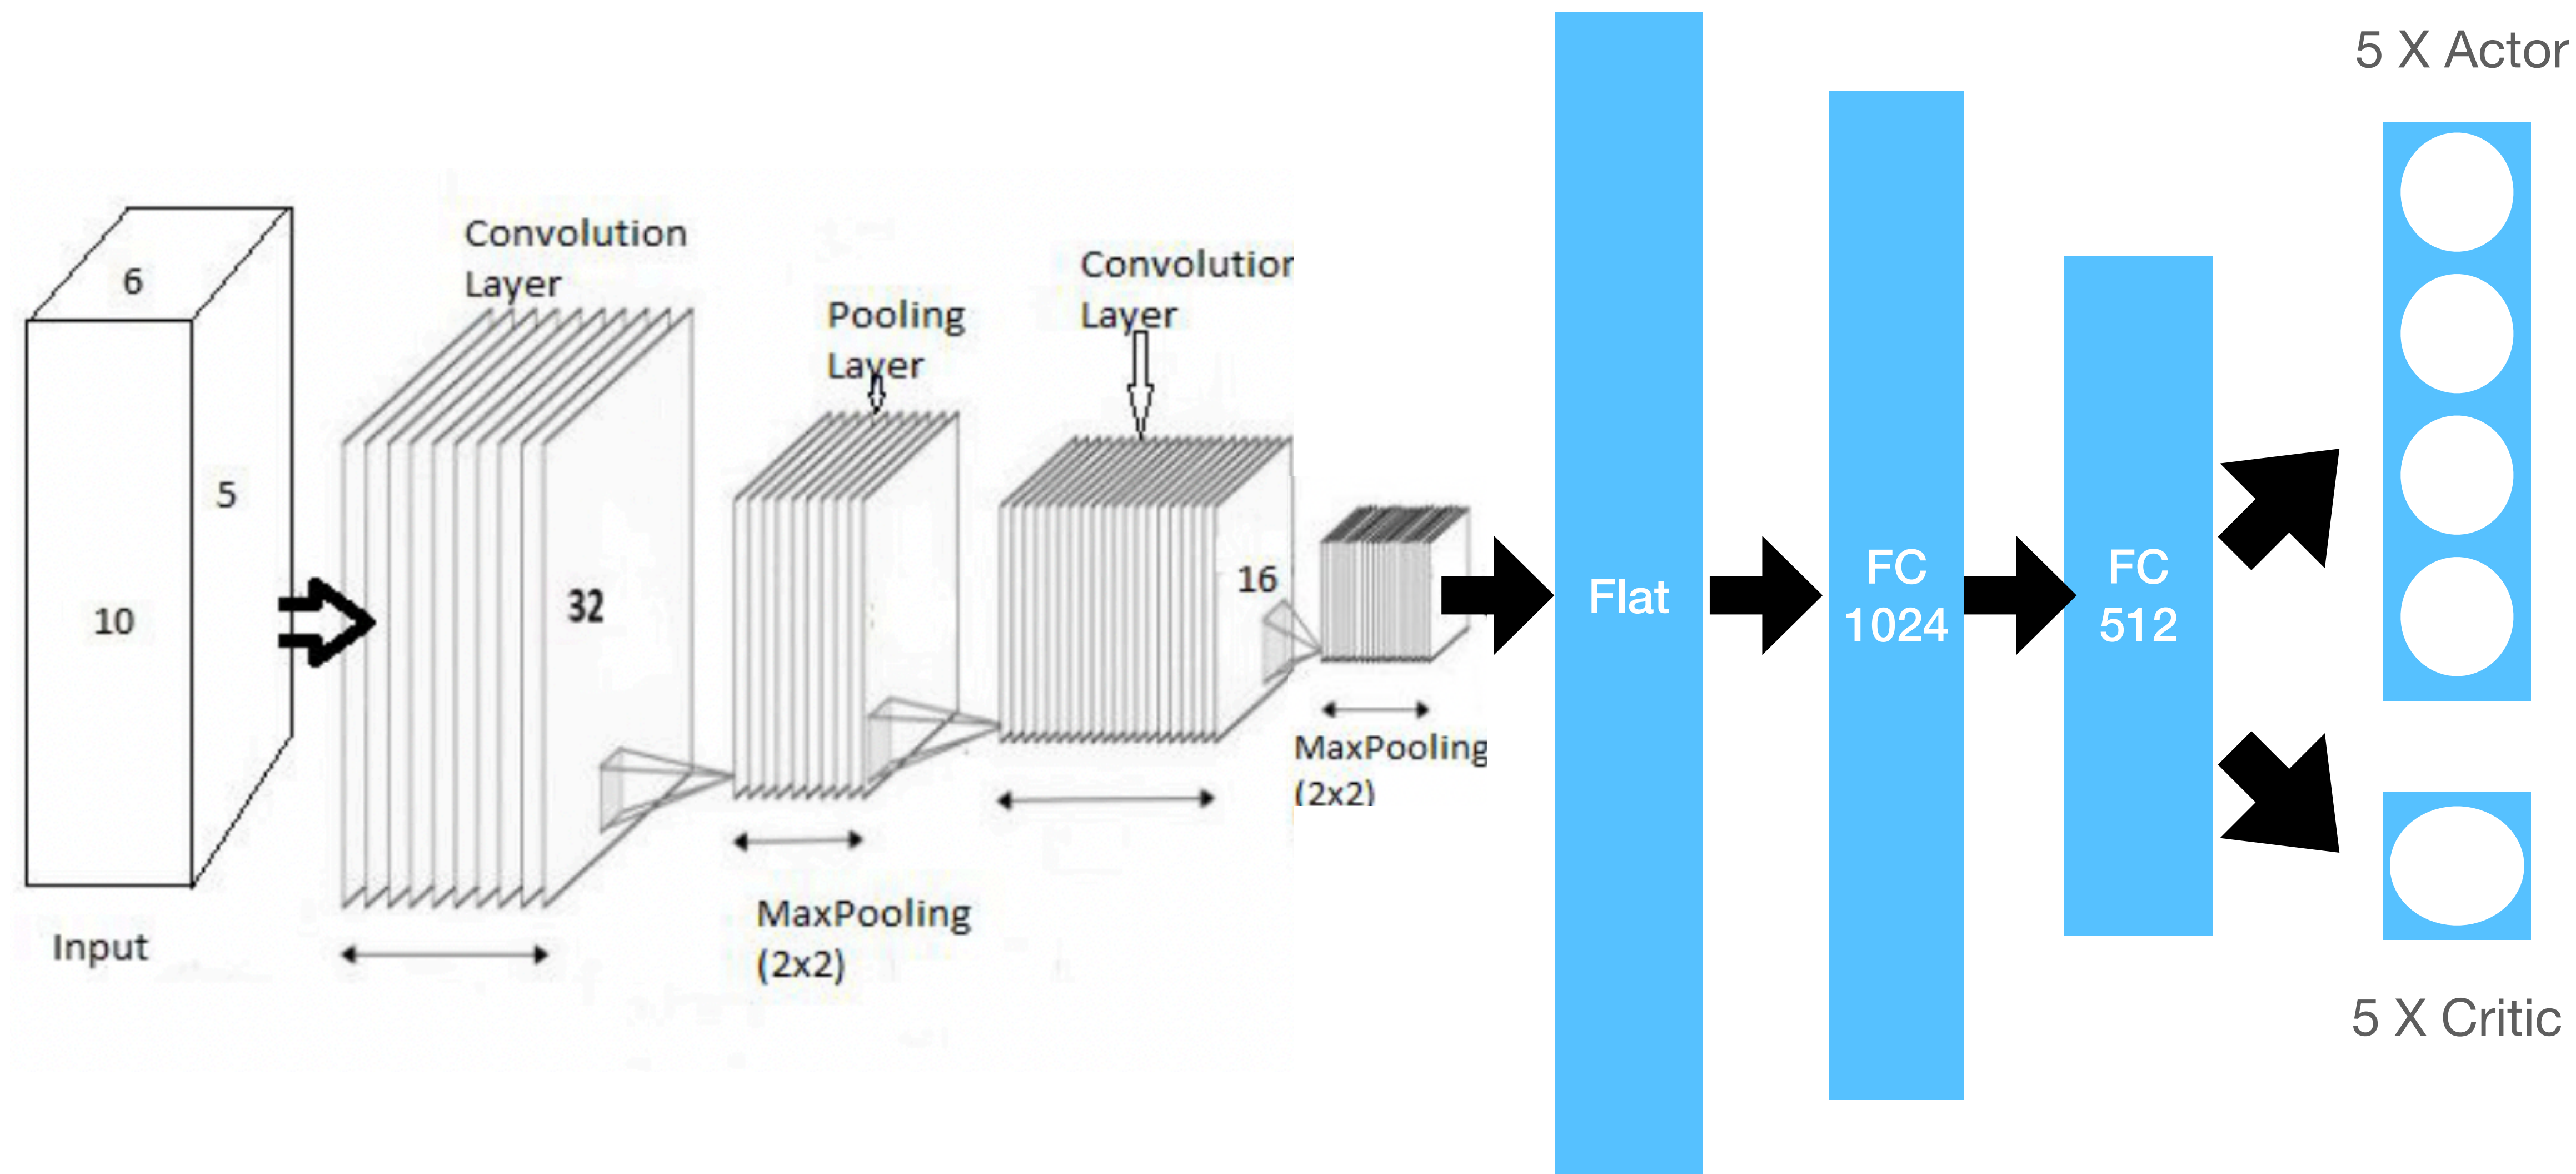 5 X Actor
Convolution
Layer
Convolution
Layer
6
Pooling
Layer
5
32
16
10
Flat
FC
1024
FC
512
MaxPooling
(2x2)
MaxPooling
(2x2)
Input
5 X Critic